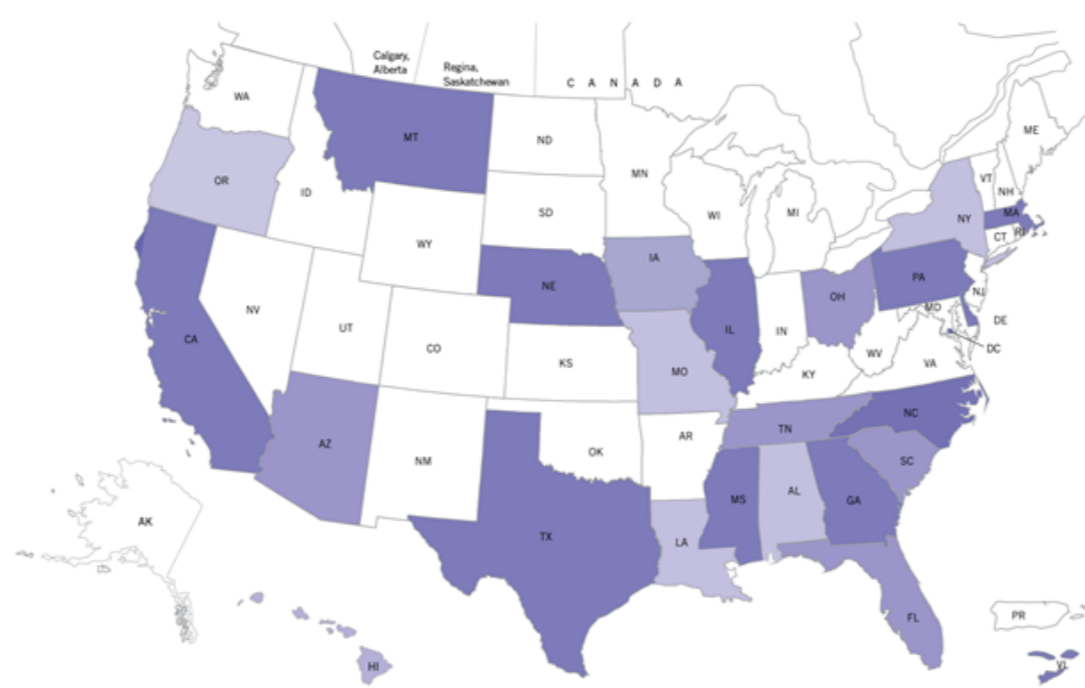 Calgary,
Alberta
Regina,
Saskatchewan
C A N A D A
WA
MT
ND
MN
ME
OR
ID
SD
WI
MI
VT
NH
NY
MA
CT
RI
WY
IA
NE
PA
NJ
OH
MD
DE
NV
UT
CO
IL
IN
CA
KS
MO
KY
WV
VA
DC
AZ
NM
OK
AR
TN
NC
SC
AK
TX
MS
AL
GA
LA
FL
PR
HI
VI